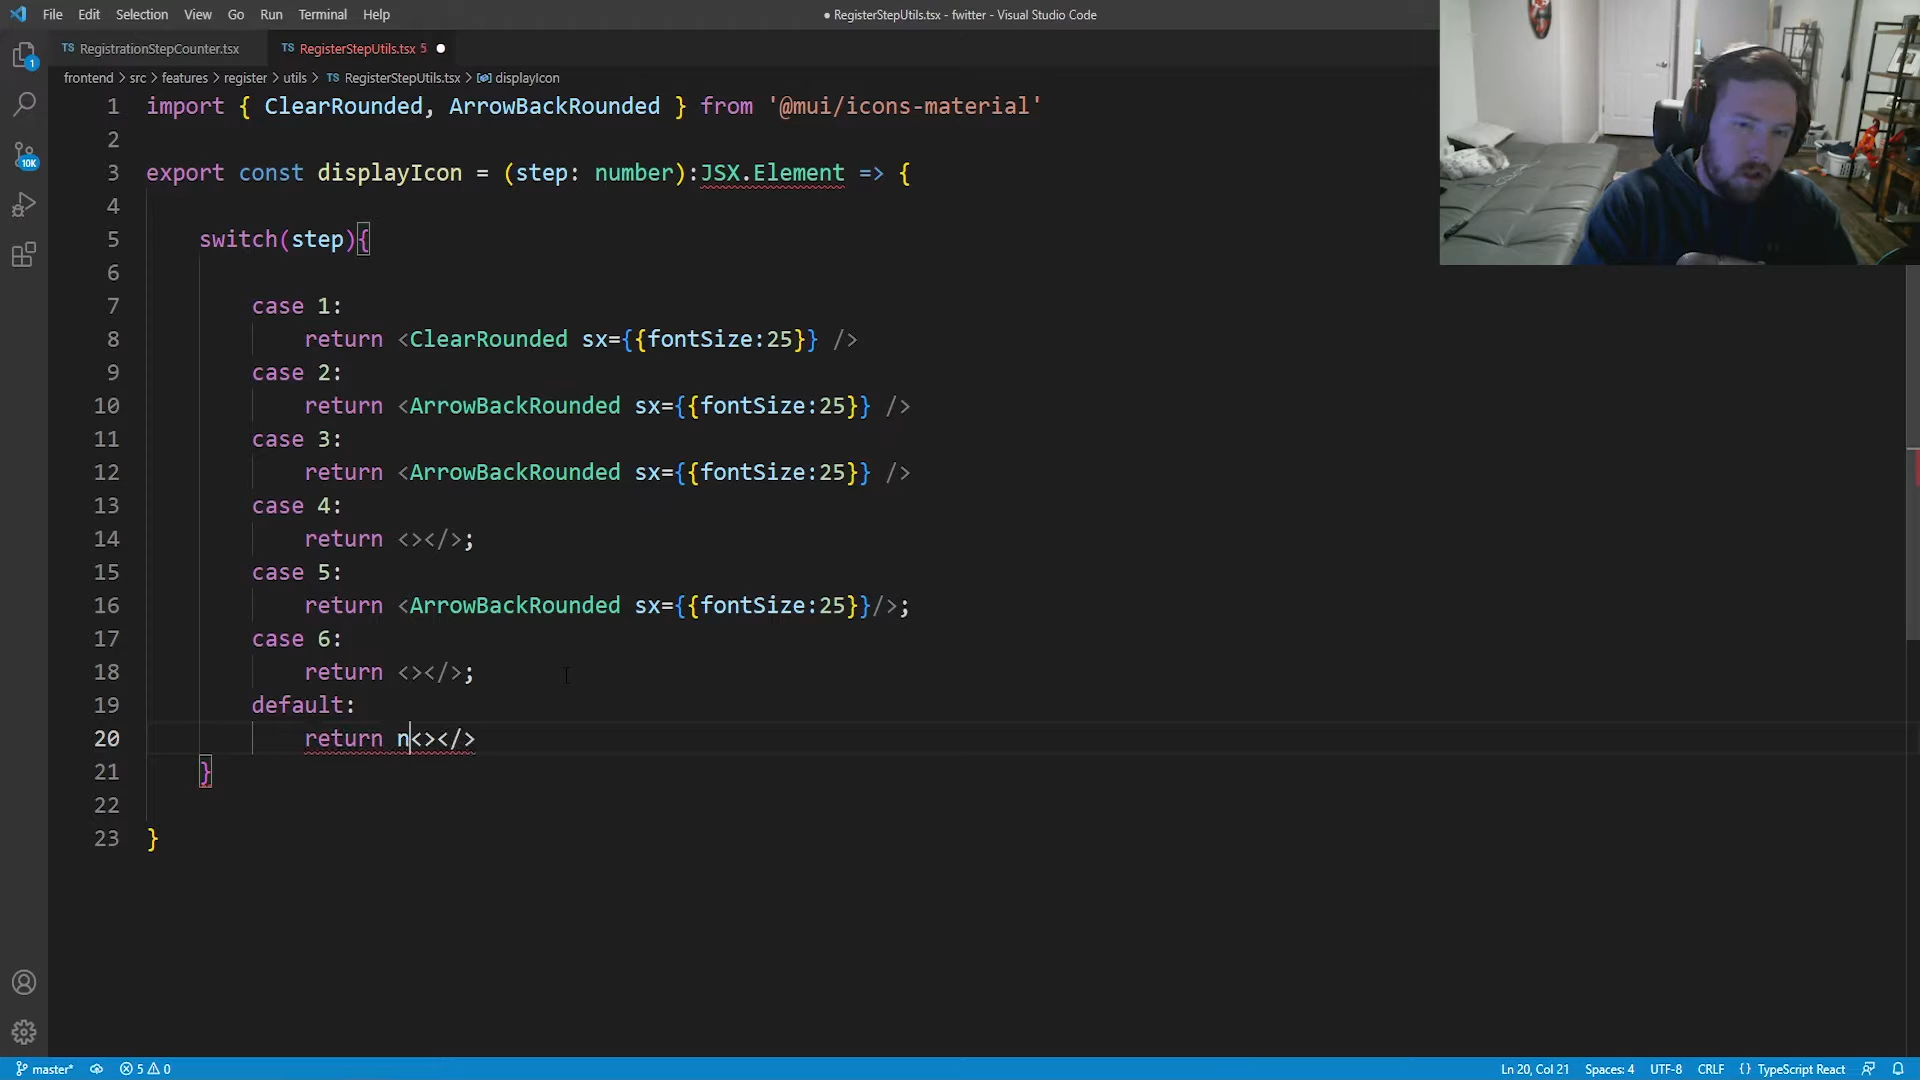 File Edit Selection View Go Run Terminal Help
● RegisterStepUtils.tsx - fwitter - Visual Studio Code
TS RegistrationStepCounter.tsx
TS RegisterStepUtils.tsx 5 ●
frontend > src > features > register > utils > TS RegisterStepUtils.tsx > displayIcon
1 import { ClearRounded, ArrowBackRounded } from '@mui/icons-material'
2
3 export const displayIcon = (step: number):JSX.Element => {
4
5 switch(step){
6
7 case 1:
8 return <ClearRounded sx={{fontSize:25}} />
9 case 2:
10 return <ArrowBackRounded sx={{fontSize:25}} />
11 case 3:
12 return <ArrowBackRounded sx={{fontSize:25}} />
13 case 4:
14 return <></>;
15 case 5:
16 return <ArrowBackRounded sx={{fontSize:25}}/>;
17 case 6:
18 return <></>;
19 default:
20 return n<></>
21 }
22
23 }
1
10K
master* 5 0
Ln 20, Col 21 Spaces: 4 UTF-8 CRLF {} TypeScript React